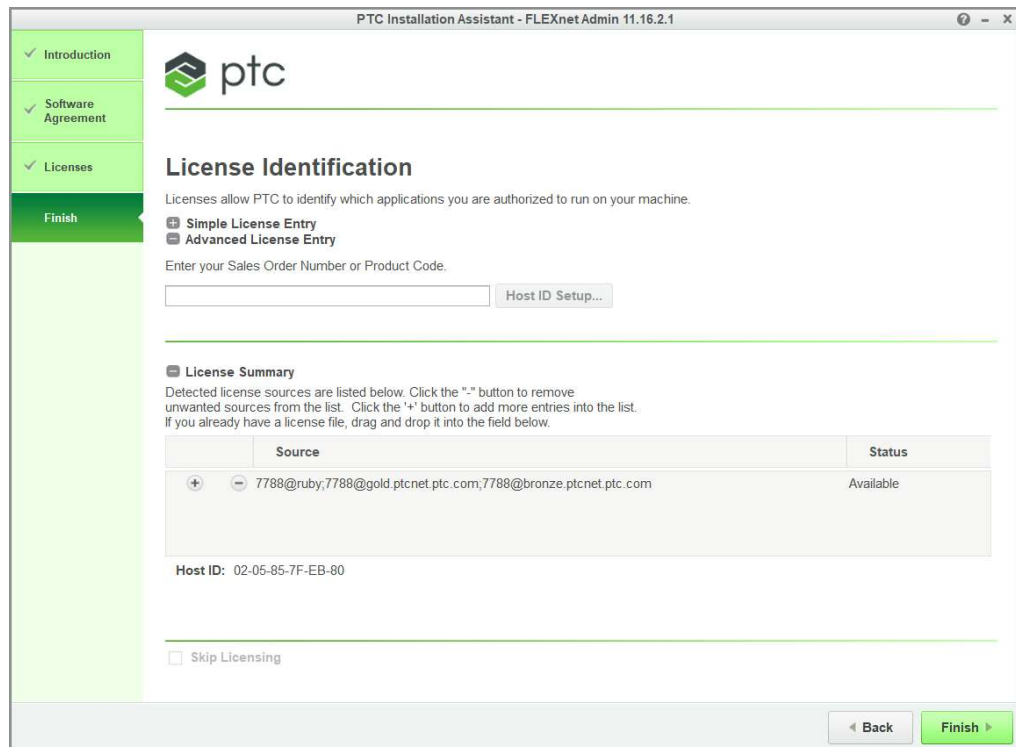 PTC Installation Assistant - FLEXnet Admin 11.16.2.1
Introduction
Software
Agreement
Licenses
Finish
ptc
License Identification
Licenses allow PTC to identify which applications you are authorized to run on your machine.
Simple License Entry
Advanced License Entry
Enter your Sales Order Number or Product Code.
Host ID Setup...
License Summary
Detected license sources are listed below. Click the "-" button to remove
unwanted sources from the list. Click the '+' button to add more entries into the list.
If you already have a license file, drag and drop it into the field below.
Source Status
7788@ruby;7788@gold.ptcnet.ptc.com;7788@bronze.ptcnet.ptc.com Available
Host ID: 02-05-85-7F-EB-80
Skip Licensing
Back Finish